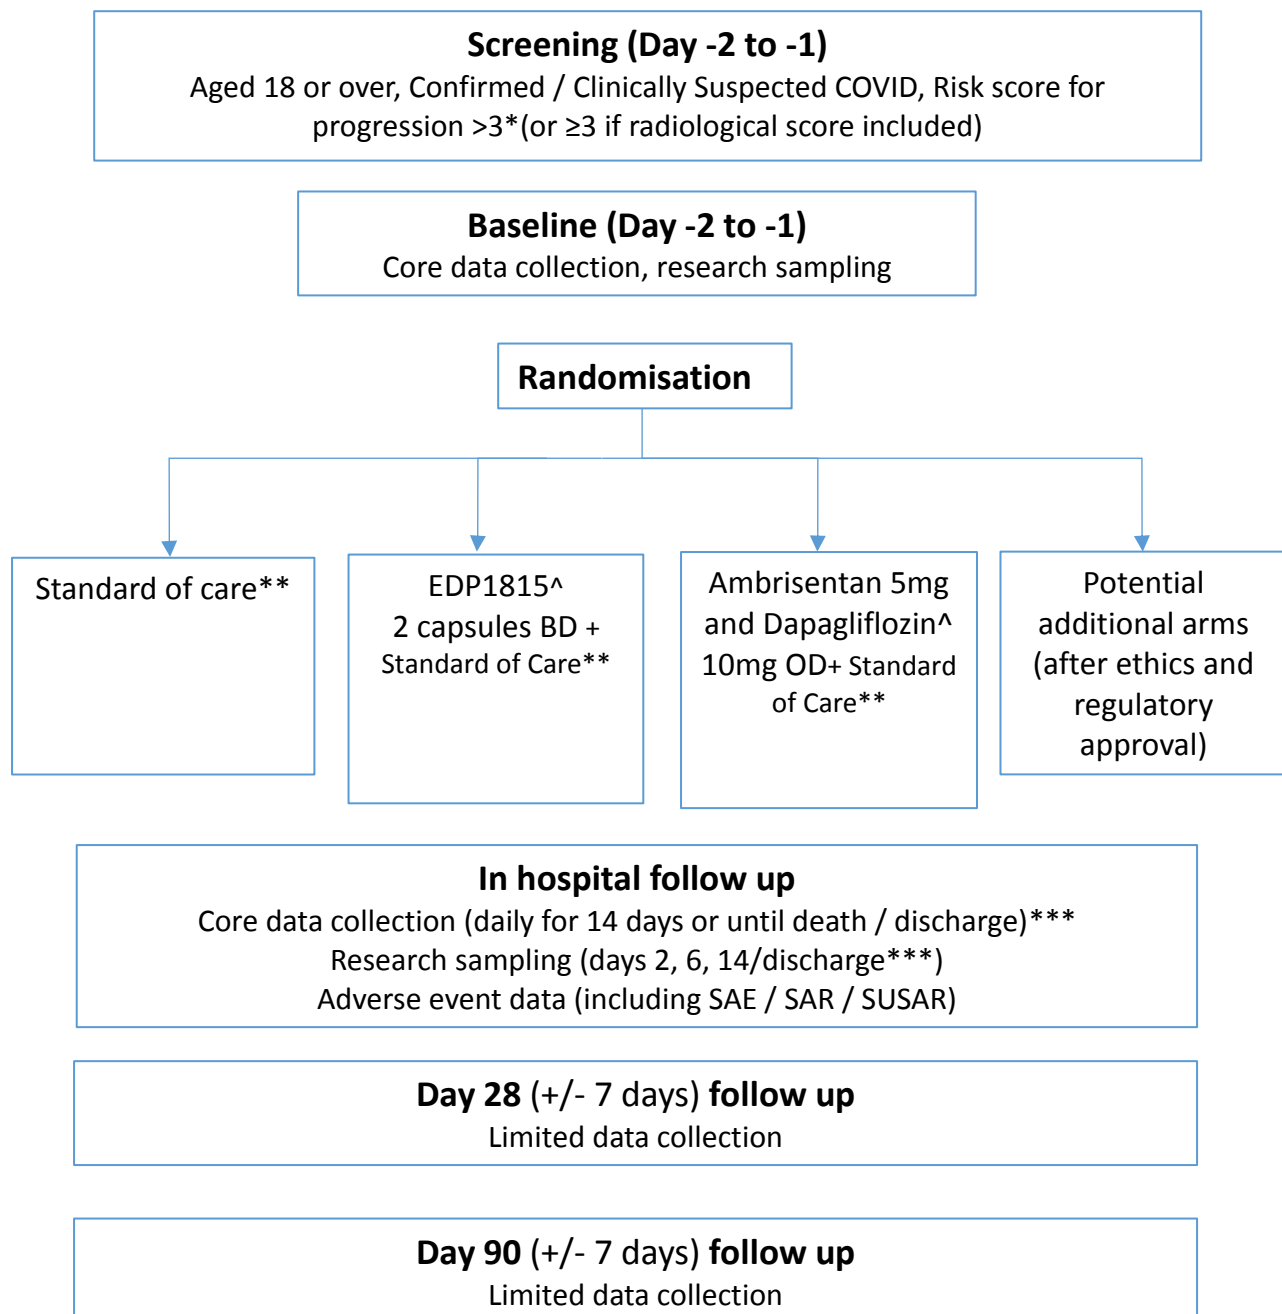 Screening (Day -2 to -1)
Aged 18 or over, Confirmed / Clinically Suspected COVID, Risk score for
progression >3*(or ≥3 if radiological score included)
Baseline (Day -2 to -1)
Core data collection, research sampling
Randomisation
Standard of care**
EDP1815^
2 capsules BD +
Standard of Care**
Ambrisentan 5mg
and Dapagliflozin^
10mg OD+ Standard
of Care**
Potential
additional arms
(after ethics and
regulatory
approval)
In hospital follow up
Core data collection (daily for 14 days or until death / discharge)***
Research sampling (days 2, 6, 14/discharge***)
Adverse event data (including SAE / SAR / SUSAR)
Day 28 (+/- 7 days) follow up
Limited data collection
Day 90 (+/- 7 days) follow up
Limited data collection